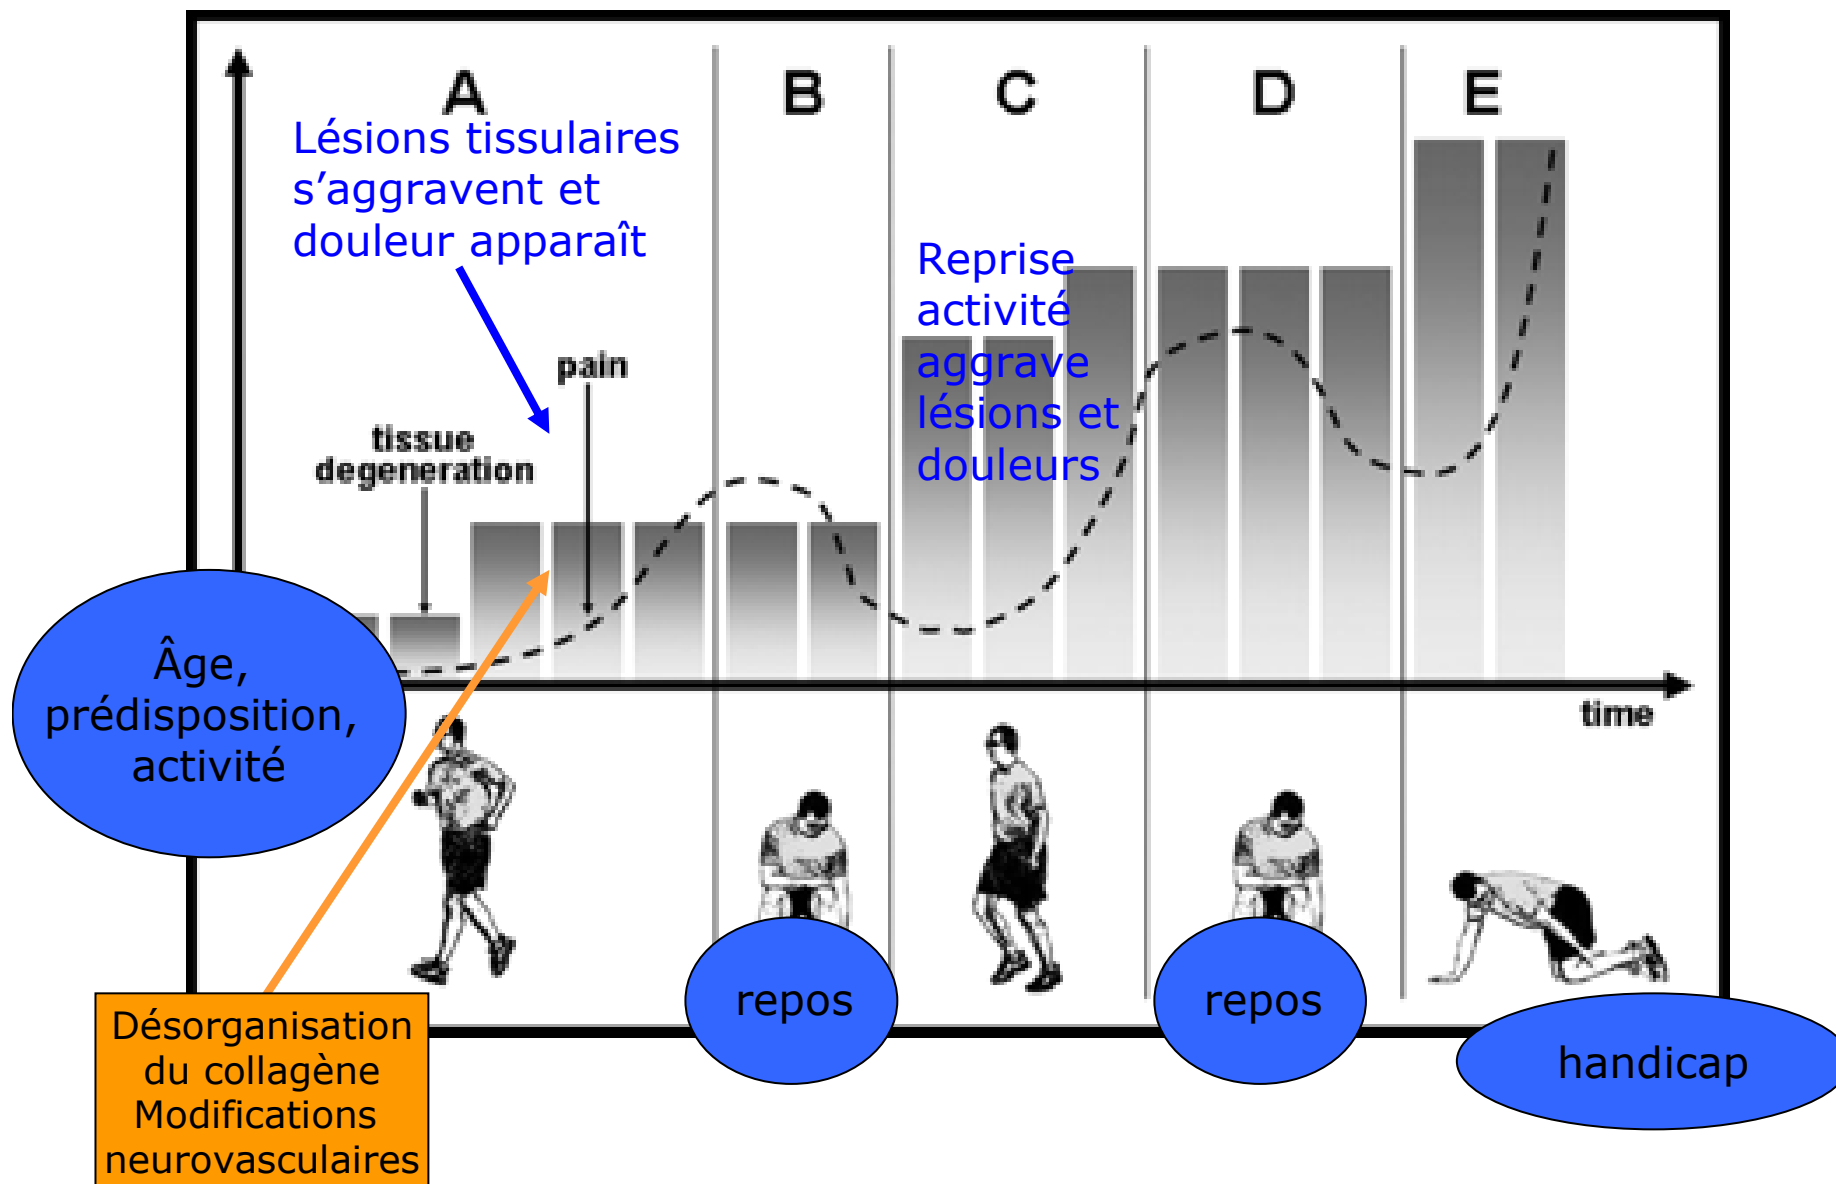 A
B
C
D
E
Lésions tissulaires
s’aggravent et
douleur apparaît
Reprise
activité
aggrave
lésions et
douleurs
pain
tissue
degeneration
Âge,
prédisposition,
activité
time
repos
repos
handicap
Désorganisation
du collagène
Modifications
neurovasculaires